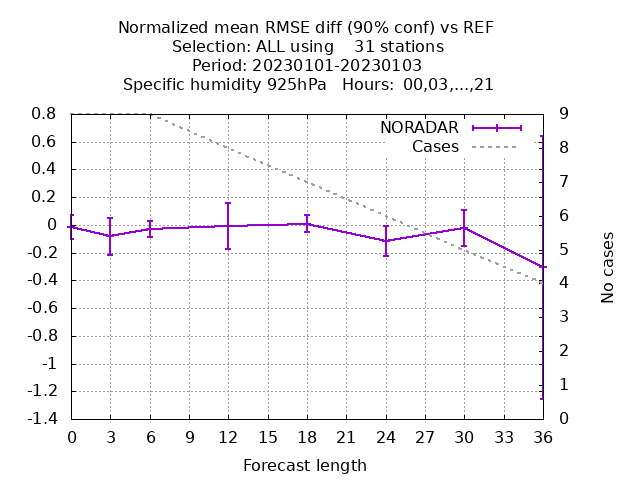 Normalized mean RMSE diff (90% conf) vs REF
Selection: ALL using    31 stations
Period: 20230101-20230103
Specific humidity 925hPa   Hours: 00,03,...,21
NORADAR
Cases
0.8
0.6
0.4
0.2
0
-0.2
-0.4
-0.6
-0.8
-1
-1.2
-1.4
9
8
7
6
5
4
3
2
1
0
No cases
0 3 6 9 12 15 18 21 24 27 30 33 36
Forecast length